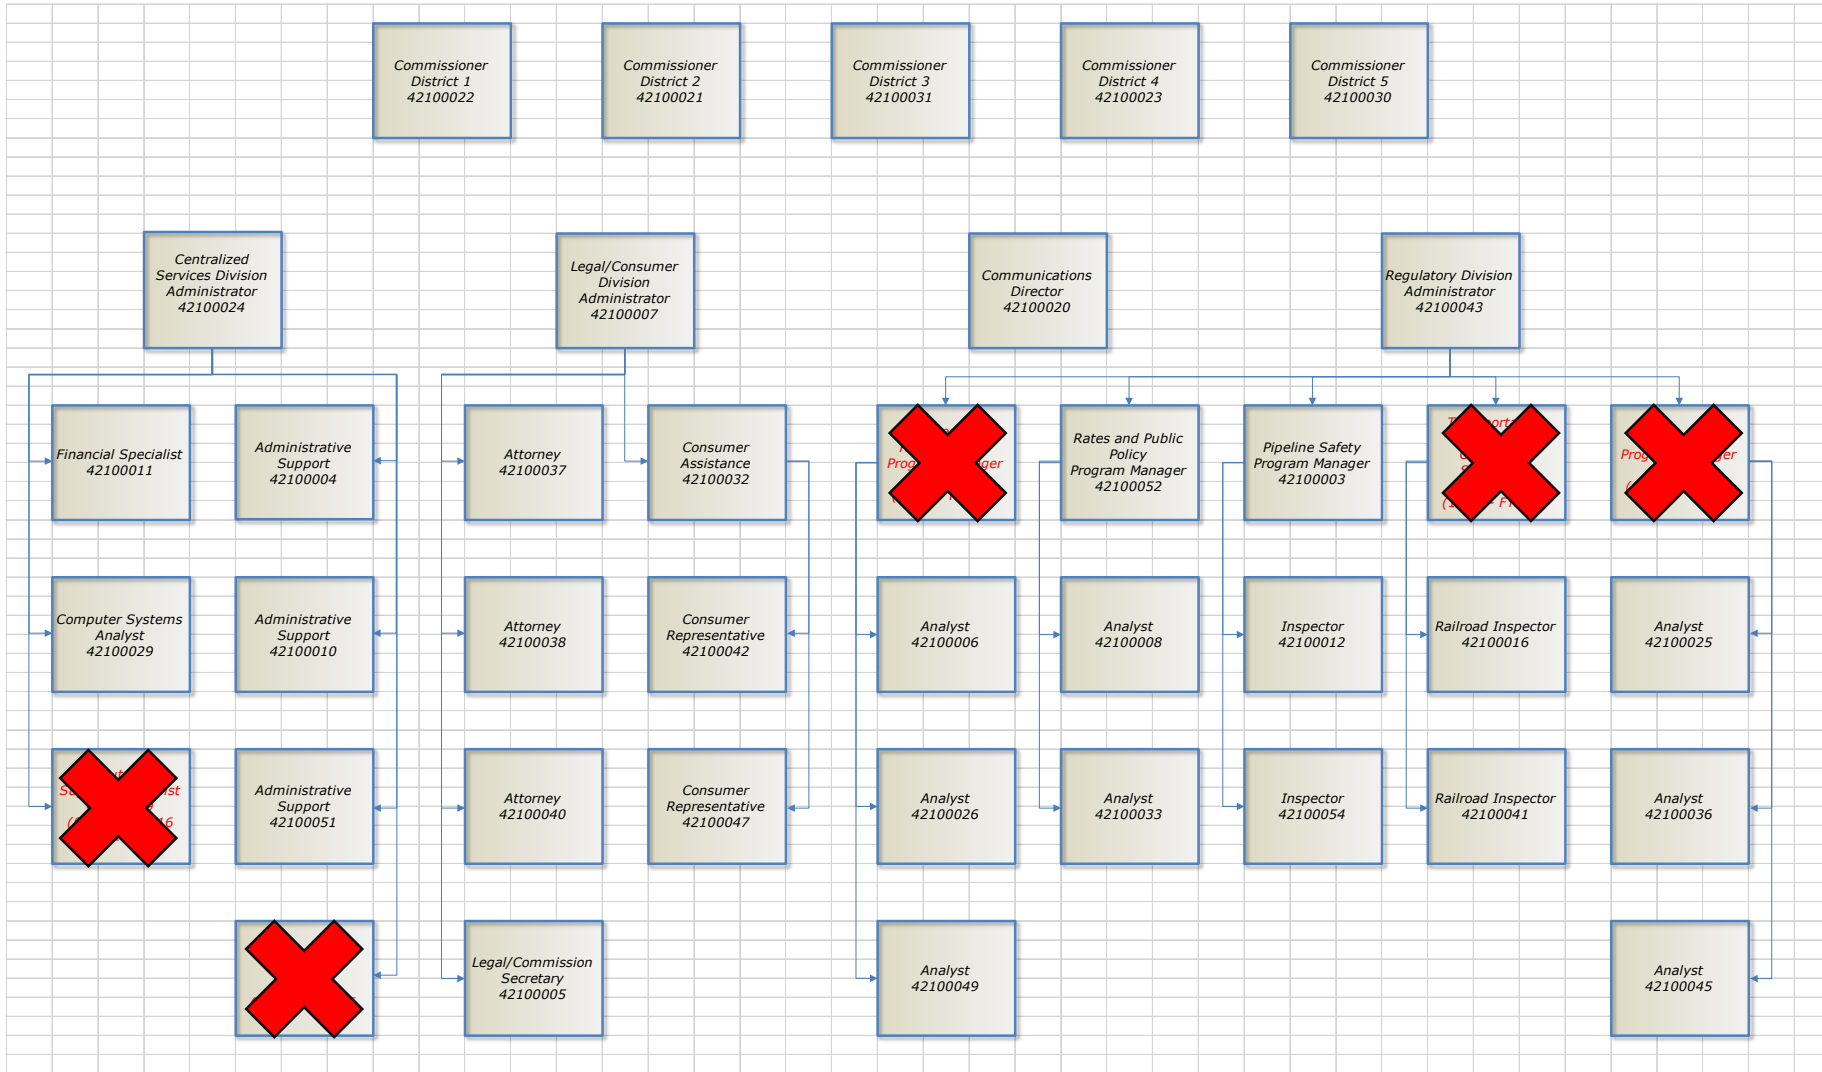 Commissioner
District 1
42100022
Commissioner
District 2
42100021
Commissioner
District 3
42100031
Commissioner
District 4
42100023
Commissioner
District 5
42100030
Centralized
Services Division
Administrator
42100024
Legal/Consumer
Division
Administrator
42100007
Communications
Director
42100020
Regulatory Division
Administrator
42100043
Financial Specialist
42100011
Administrative
Support
42100004
Attorney
42100037
Consumer
Assistance
42100032
Rates and Public
Policy
Program Manager
42100052
Pipeline Safety
Program Manager
42100003
Computer Systems
Analyst
42100029
Administrative
Support
42100010
Attorney
42100038
Consumer
Representative
42100042
Analyst
42100006
Analyst
42100008
Inspector
42100012
Railroad Inspector
42100016
Analyst
42100025
Administrative
Support
42100051
Attorney
42100040
Consumer
Representative
42100047
Analyst
42100026
Analyst
42100033
Inspector
42100054
Railroad Inspector
42100041
Analyst
42100036
Legal/Commission
Secretary
42100005
Analyst
42100049
Analyst
42100045